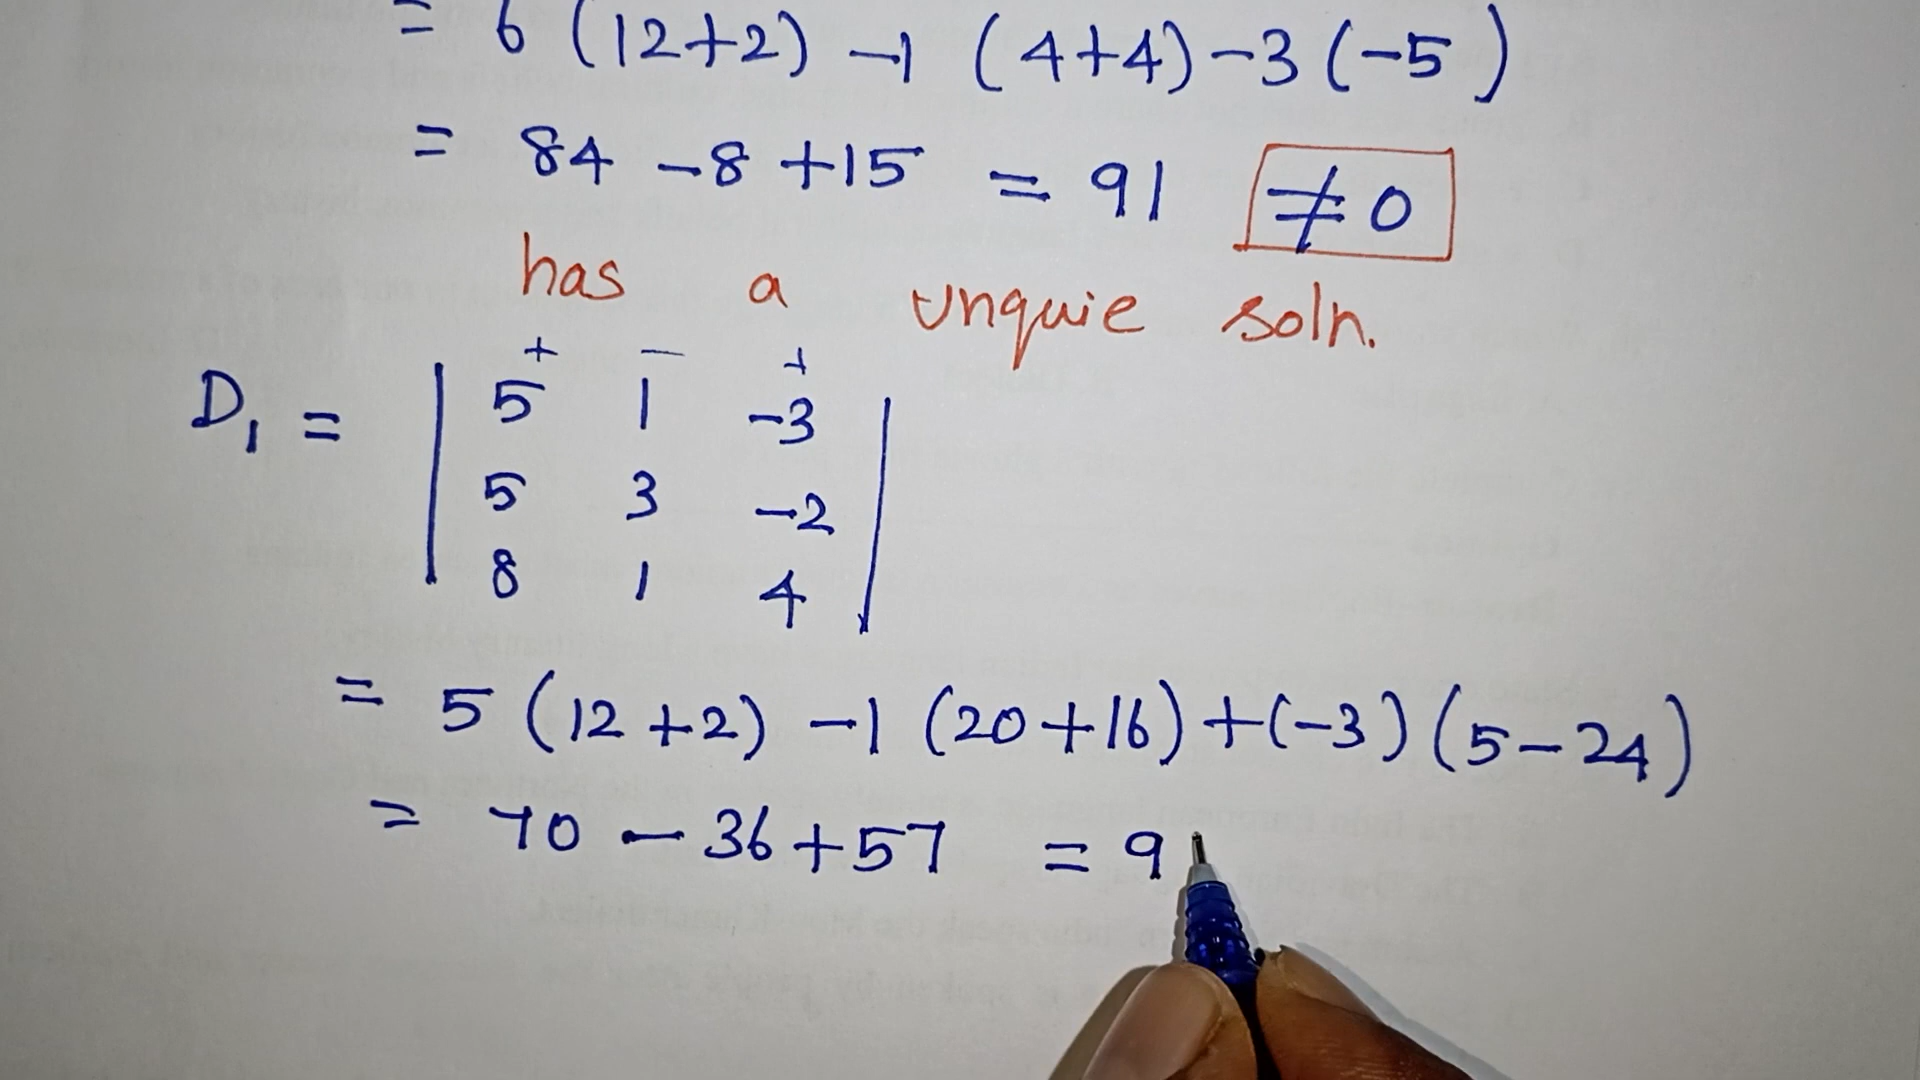 = 6 (12+2) -1 (4+4) -3 (-5)
= 84 -8 +15 = 91 ≠0
has a unquie soln.
+ - +
D₁ = | 5 1 -3 |
| 5 3 -2 |
| 8 1 4 |
= 5 (12+2) -1 (20+16) +(-3) (5-24)
= 70 - 36 +57 = 9